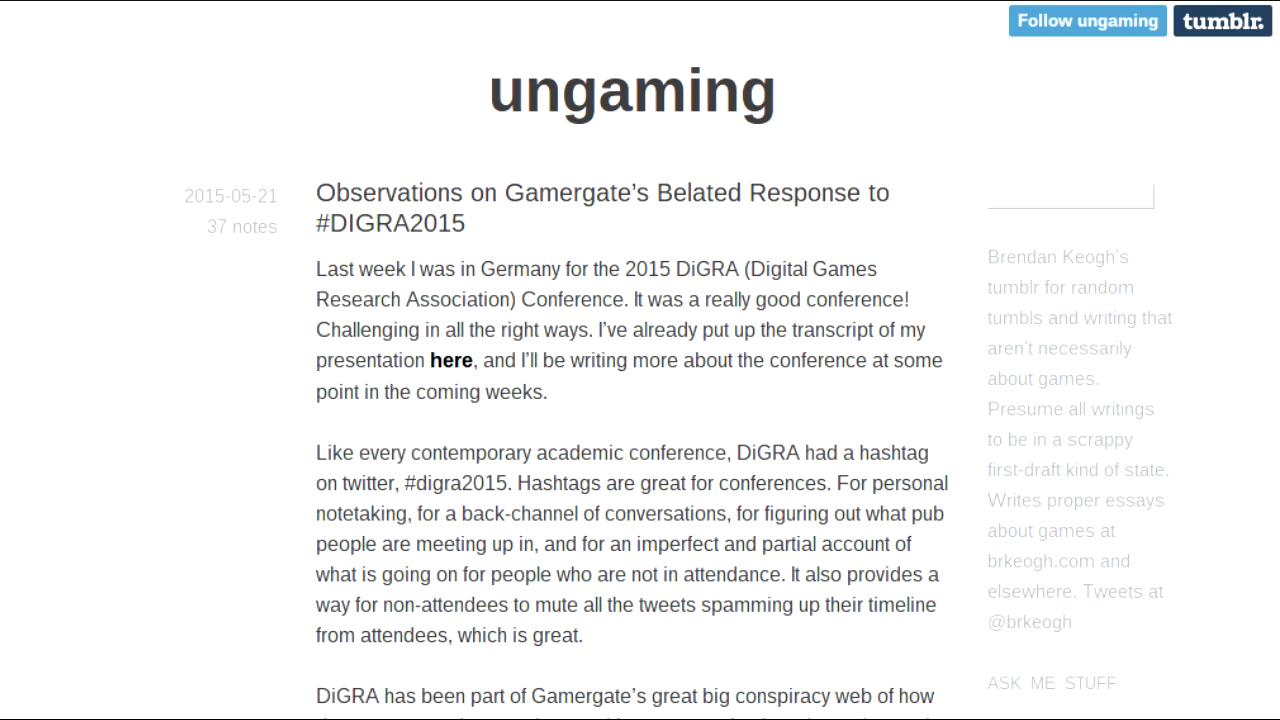 Follow ungaming
tumblr.
ungaming
2015-05-21
37 notes
Observations on Gamergate’s Belated Response to
#DIGRA2015
Last week I was in Germany for the 2015 DiGRA (Digital Games
Research Association) Conference. It was a really good conference!
Challenging in all the right ways. I’ve already put up the transcript of my
presentation here, and I’ll be writing more about the conference at some
point in the coming weeks.
Like every contemporary academic conference, DiGRA had a hashtag
on twitter, #digra2015. Hashtags are great for conferences. For personal
notetaking, for a back-channel of conversations, for figuring out what pub
people are meeting up in, and for an imperfect and partial account of
what is going on for people who are not in attendance. It also provides a
way for non-attendees to mute all the tweets spamming up their timeline
from attendees, which is great.
DiGRA has been part of Gamergate’s great big conspiracy web of how
Brendan Keogh's
tumblr for random
tumbls and writing that
aren't necessarily
about games.
Presume all writings
to be in a scrappy
first-draft kind of state.
Writes proper essays
about games at
brkeogh.com and
elsewhere. Tweets at
@brkeogh
ASK ME STUFF